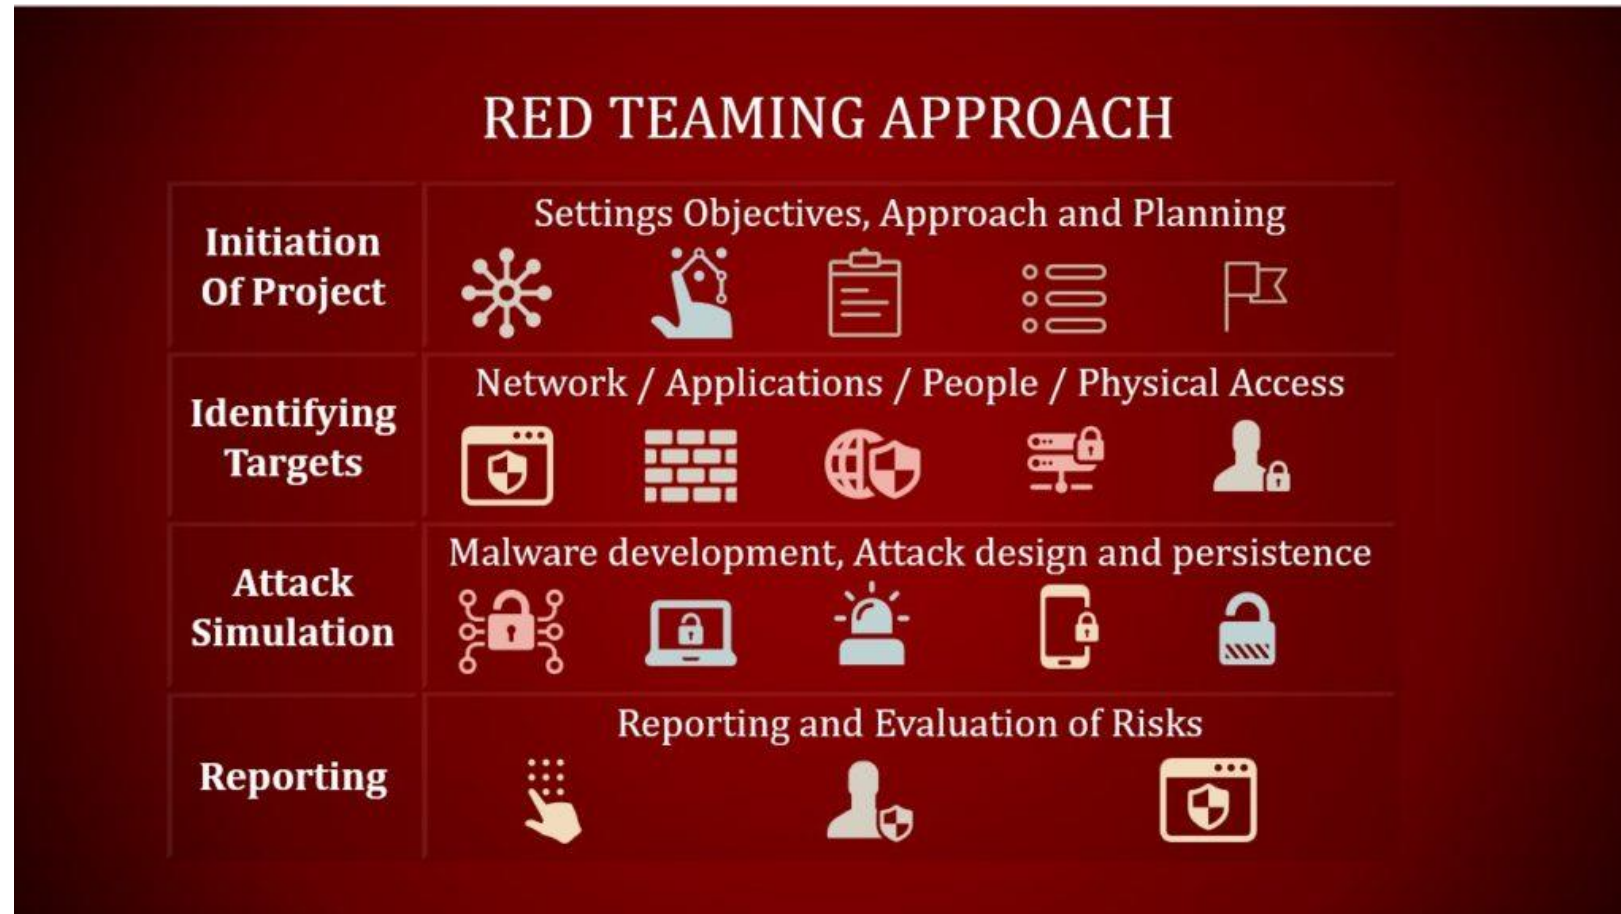 RED TEAMING APPROACH
Initiation
Of Project
Settings Objectives, Approach and Planning
Identifying
Targets
Network / Applications / People / Physical Access
Attack
Simulation
Malware development, Attack design and persistence
Reporting
Reporting and Evaluation of Risks